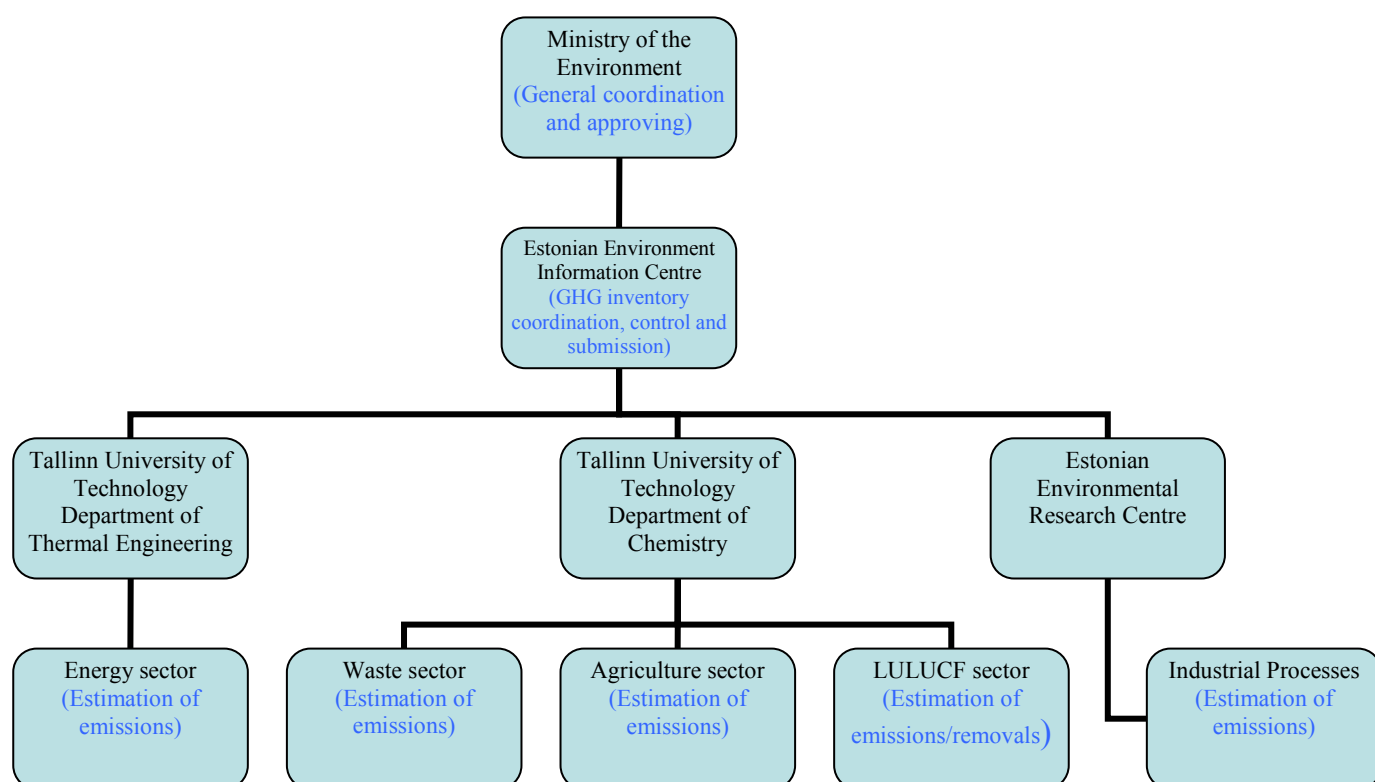 Ministry of the
Environment
(General coordination
and approving)
Estonian Environment
Information Centre
(GHG inventory
coordination, control and
submission)
Tallinn University of
Technology
Department of
Thermal Engineering
Tallinn University of
Technology
Department of
Chemistry
Estonian
Environmental
Research Centre
Energy sector
(Estimation of
emissions)
Waste sector
(Estimation of
emissions)
Agriculture sector
(Estimation of
emissions)
LULUCF sector
(Estimation of
emissions/removals)
Industrial Processes
(Estimation of
emissions)